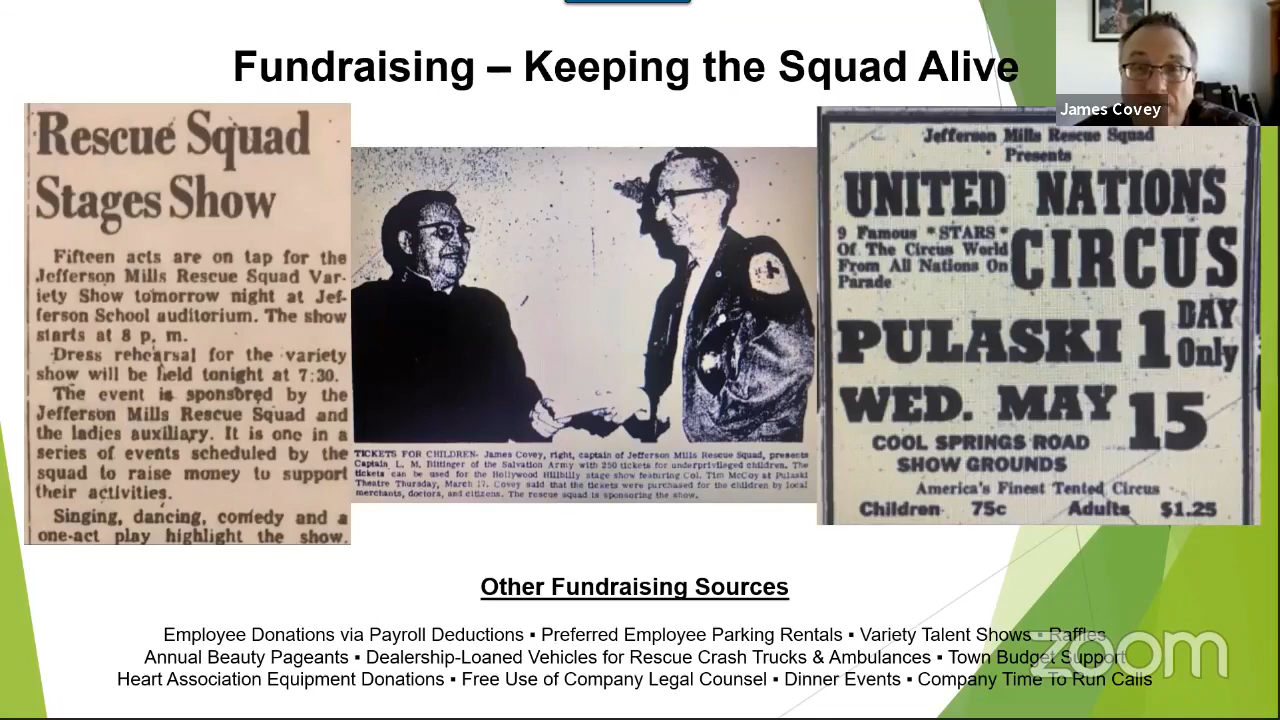 Fundraising – Keeping the Squad Alive
James Covey
Rescue Squad
Stages Show
Fifteen acts are on tap for the
Jefferson Mills Rescue Squad Var-
iety Show tomorrow night at Jef-
ferson School auditorium. The show
starts at 8 p. m.
Dress rehearsal for the variety
show will be held tonight at 7:30.
The event is sponsored by the
Jefferson Mills Rescue Squad and
the ladies auxiliary. It is one in a
series of events scheduled by the
squad to raise money to support
their activities.
Singing, dancing, comedy and a
one-act play highlight the show.
TICKETS FOR CHILDREN- James Covey, right, captain of Jefferson Mills Rescue Squad, presents
Captain L. M. Bittinger of the Salvation Army with 250 tickets for underprivileged children. The
tickets can be used for the Hollywood Hillbilly stage show featuring Col. Tim McCoy at Pulaski
Theatre Thursday, March 17. Covey said that the tickets were purchased for the children by local
merchants, doctors, and citizens. The rescue squad is sponsoring the show.
Jefferson Mills Rescue Squad
Presents
UNITED NATIONS
9 Famous *STARS*
Of The Circus World
From All Nations On
Parade
CIRCUS
PULASKI 1 DAY Only
WED. MAY 15
COOL SPRINGS ROAD
SHOW GROUNDS
America's Finest Tented Circus
Children 75c Adults $1.25
Other Fundraising Sources
Employee Donations via Payroll Deductions ▪ Preferred Employee Parking Rentals ▪ Variety Talent Shows ▪ Raffles
Annual Beauty Pageants ▪ Dealership-Loaned Vehicles for Rescue Crash Trucks & Ambulances ▪ Town Budget Support
Heart Association Equipment Donations ▪ Free Use of Company Legal Counsel ▪ Dinner Events ▪ Company Time To Run Calls
zoom